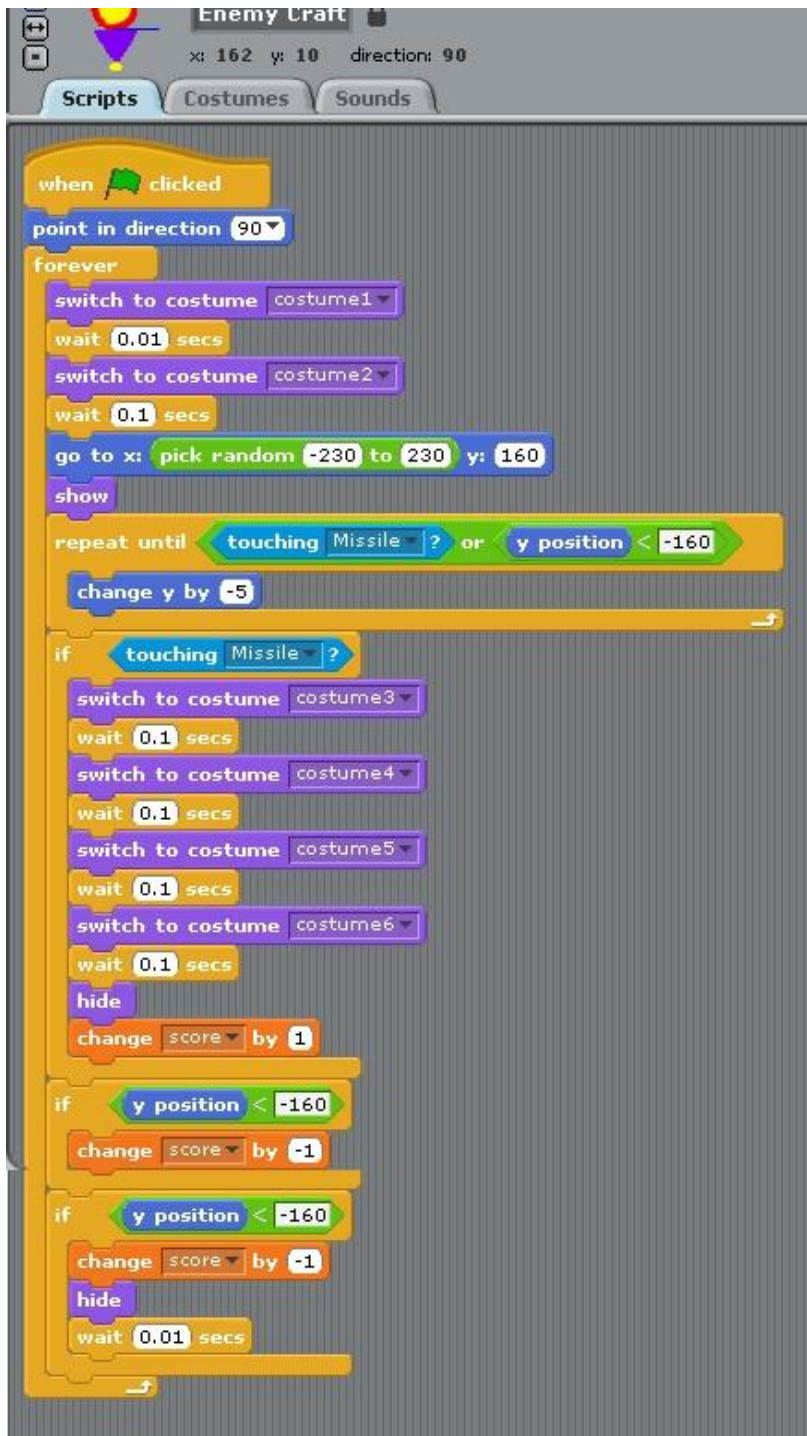 Enemy Craft
x: 162 y: 10 direction: 90
Scripts Costumes Sounds
when clicked
point in direction 90
forever
switch to costume costume1
wait 0.01 secs
switch to costume costume2
wait 0.1 secs
go to x: pick random -230 to 230 y: 160
show
repeat until touching Missile ? or y position < -160
change y by -5
if touching Missile ?
switch to costume costume3
wait 0.1 secs
switch to costume costume4
wait 0.1 secs
switch to costume costume5
wait 0.1 secs
switch to costume costume6
wait 0.1 secs
hide
change score by 1
if y position < -160
change score by -1
if y position < -160
change score by -1
hide
wait 0.01 secs